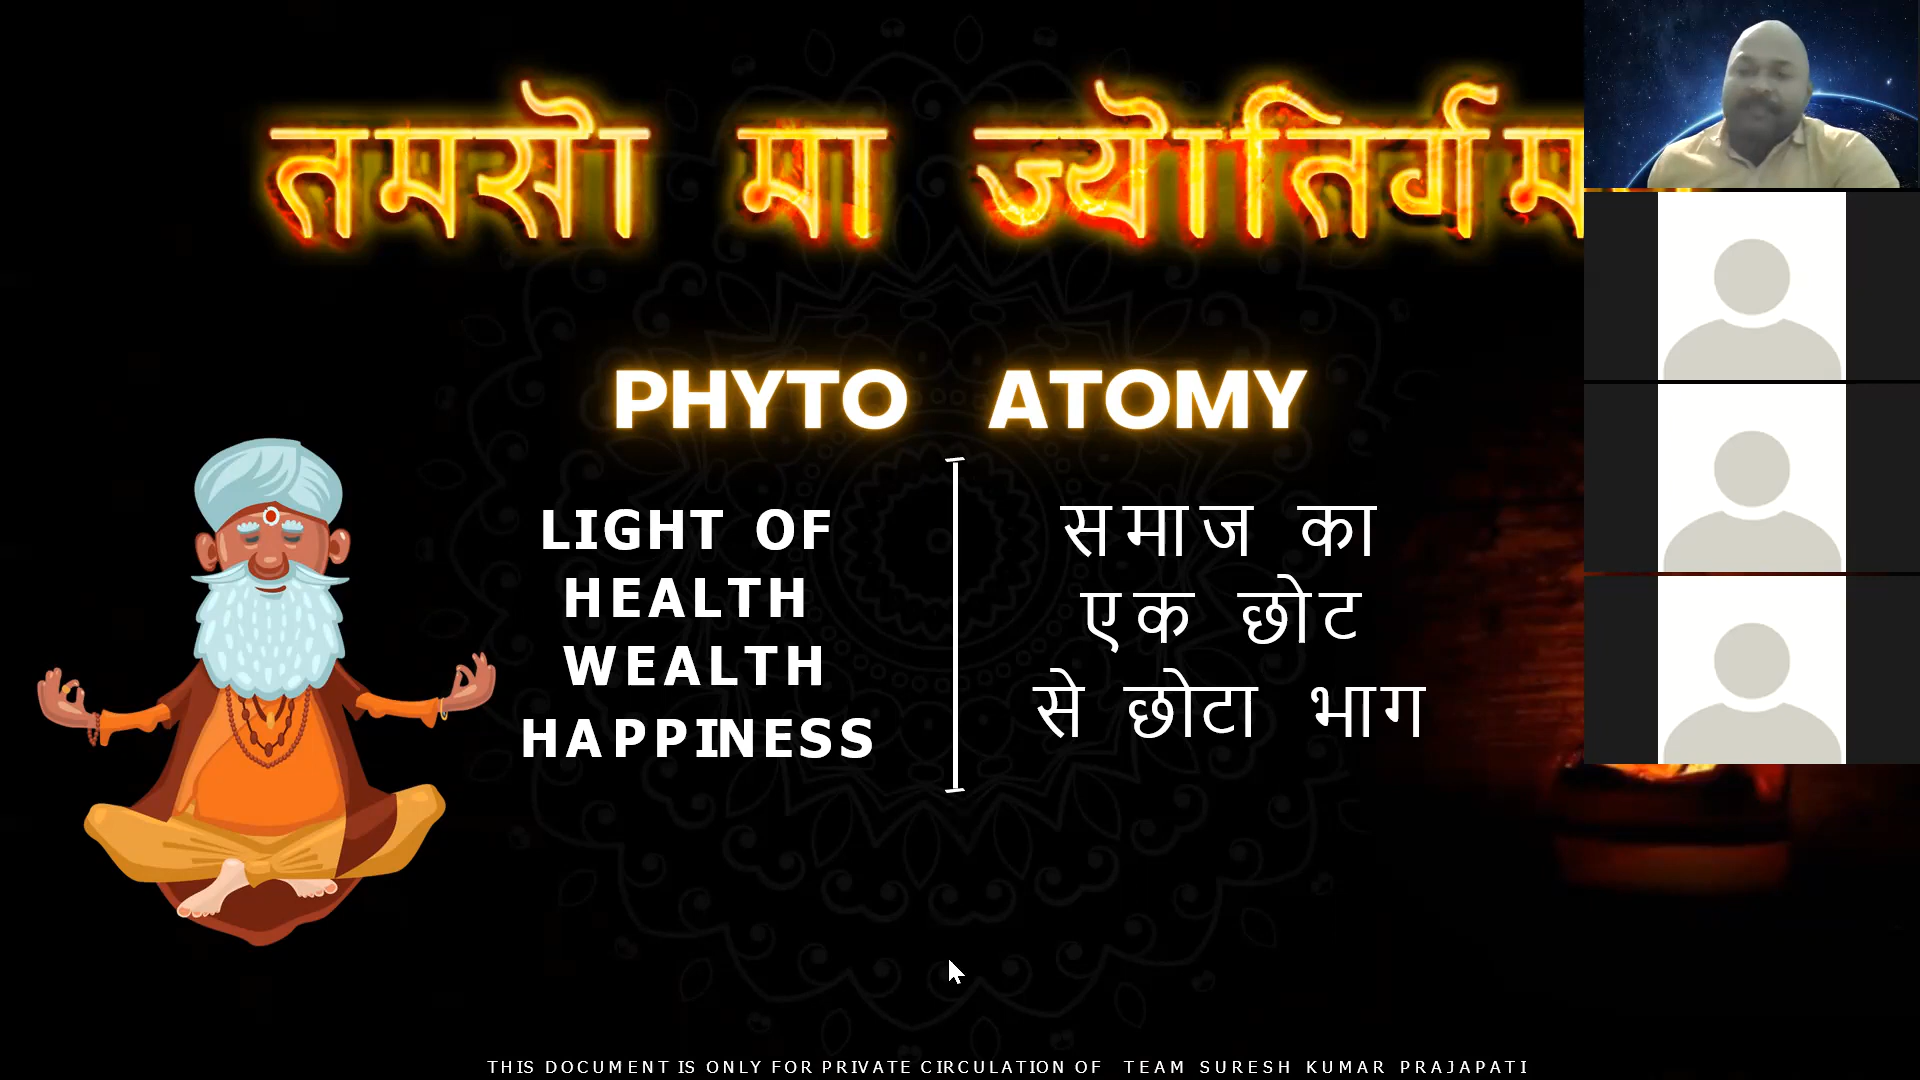 तमसो मा ज्योतिर्गम
PHYTO ATOMY
LIGHT OF
HEALTH
WEALTH
HAPPINESS
समाज का
एक छोट
से छोटा भाग
THIS DOCUMENT IS ONLY FOR PRIVATE CIRCULATION OF TEAM SURESH KUMAR PRAJAPATI